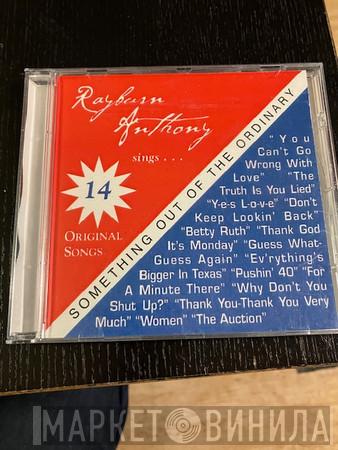 Rayburn
Anthony
sings . . .
14
ORIGINAL
SONGS
SOMETHING OUT OF THE ORDINARY
"You
Can't Go
Wrong With
Love" "The
Truth Is You Lied"
"Y-e-s L-o-v-e" "Don't
Keep Lookin' Back"
"Betty Ruth" "Thank God
It's Monday" "Guess What-
Guess Again" "Ev'rything's
Bigger In Texas" "Pushin' 40" "For
A Minute There" "Why Don't You
Shut Up?" "Thank You-Thank You Very
Much" "Women" "The Auction"
МАРКЕТ ВИНИЛА